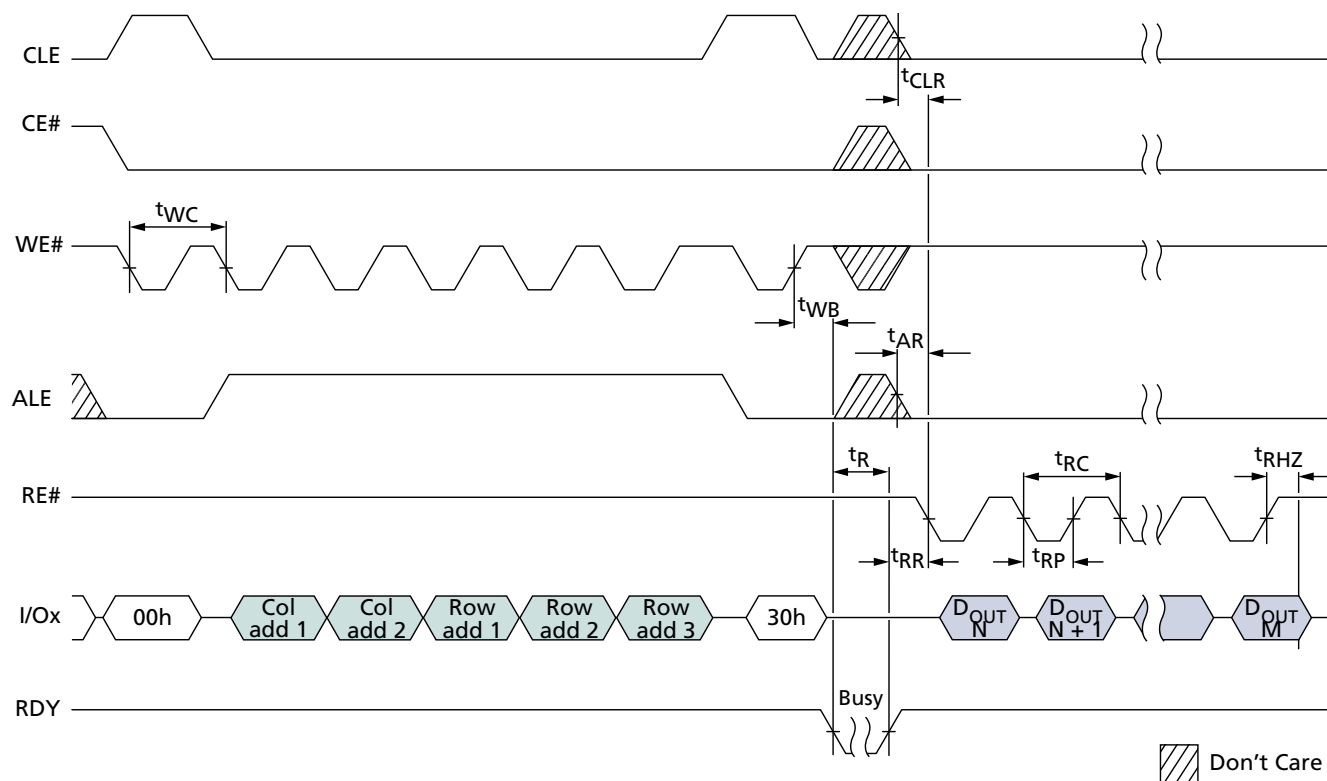 CLE
tCLR
CE#
tWC
WE#
tWB
tAR
ALE
tR
tRC
tRHZ
RE#
tRR
tRP
I/Ox
00h
Col
add 1
Col
add 2
Row
add 1
Row
add 2
Row
add 3
30h
DOUT
N
DOUT
N + 1
DOUT
M
RDY
Busy
Don't Care